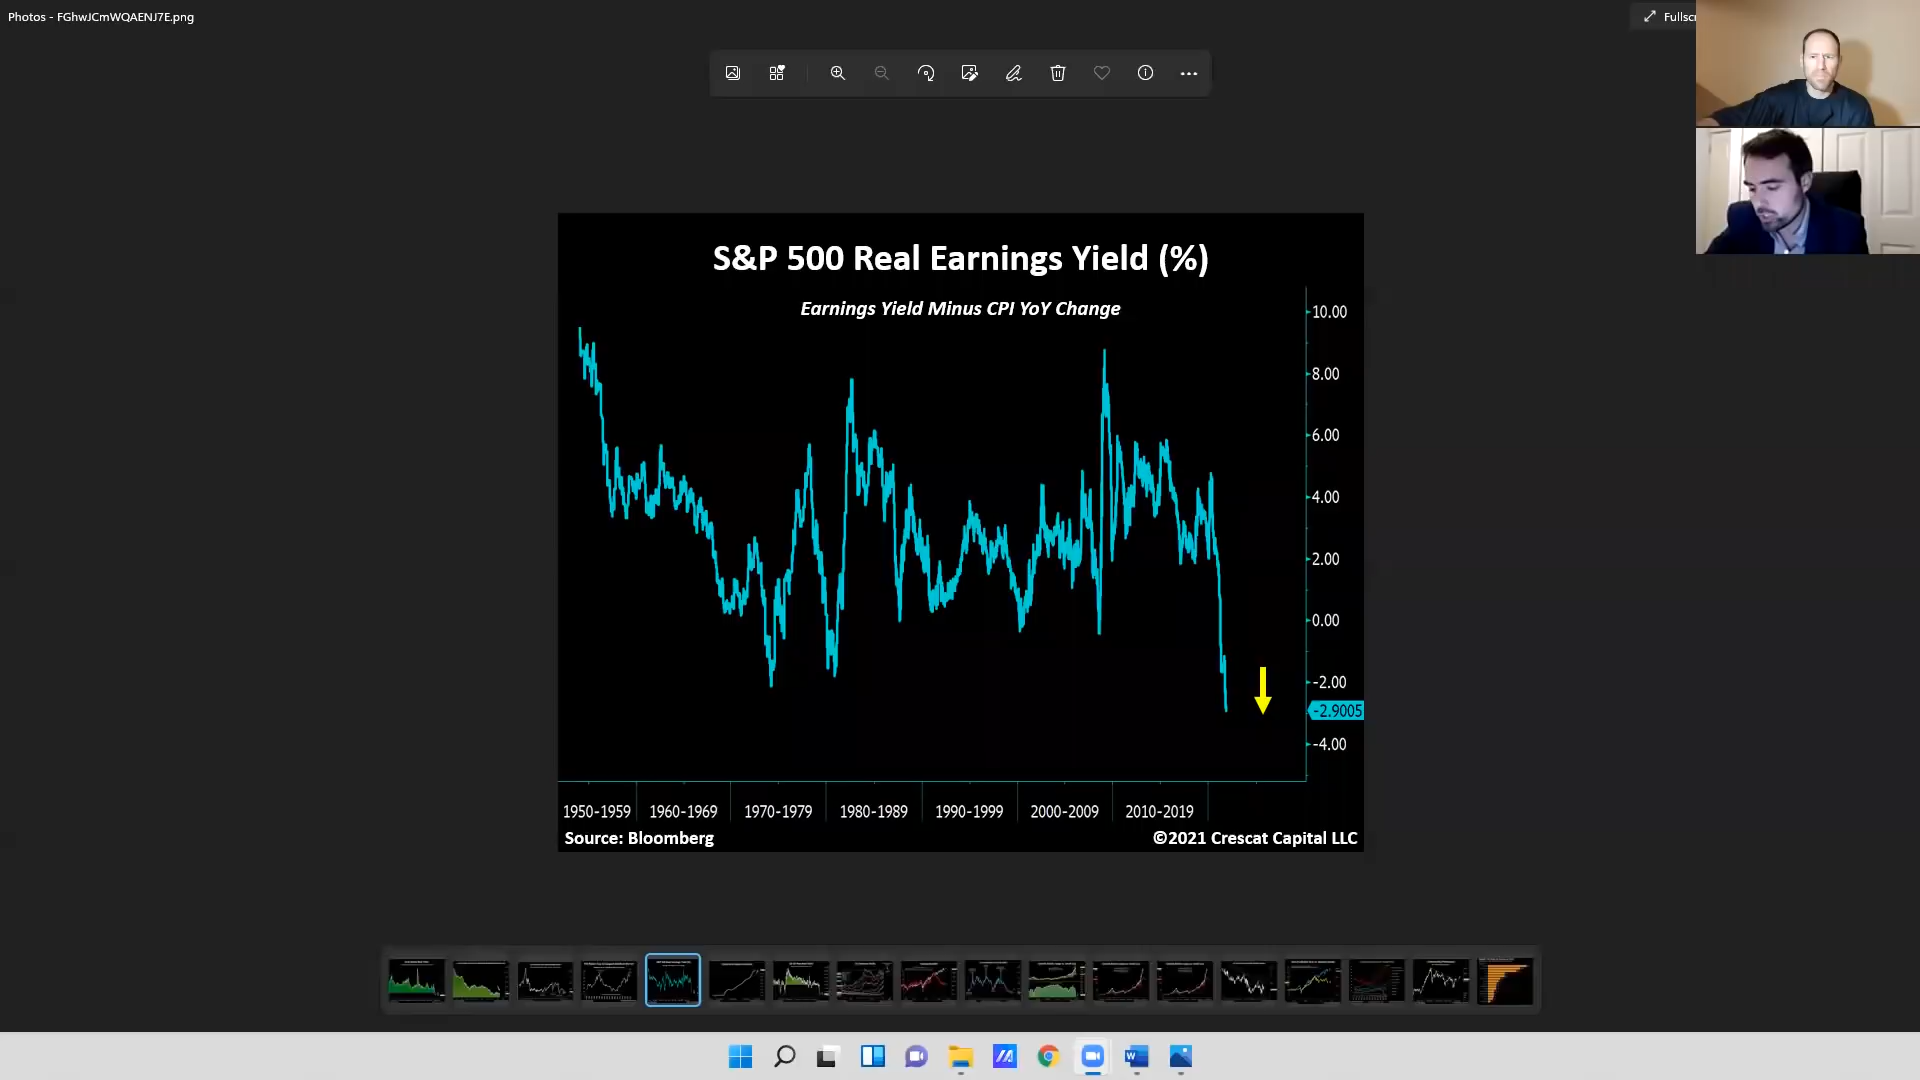 Photos - FGhwJCmWQAENJ7E.png
Fullscr
S&P 500 Real Earnings Yield (%)
Earnings Yield Minus CPI YoY Change
10.00
8.00
6.00
4.00
2.00
0.00
-2.00
-2.9005
-4.00
1950-1959 1960-1969 1970-1979 1980-1989 1990-1999 2000-2009 2010-2019
Source: Bloomberg ©2021 Crescat Capital LLC